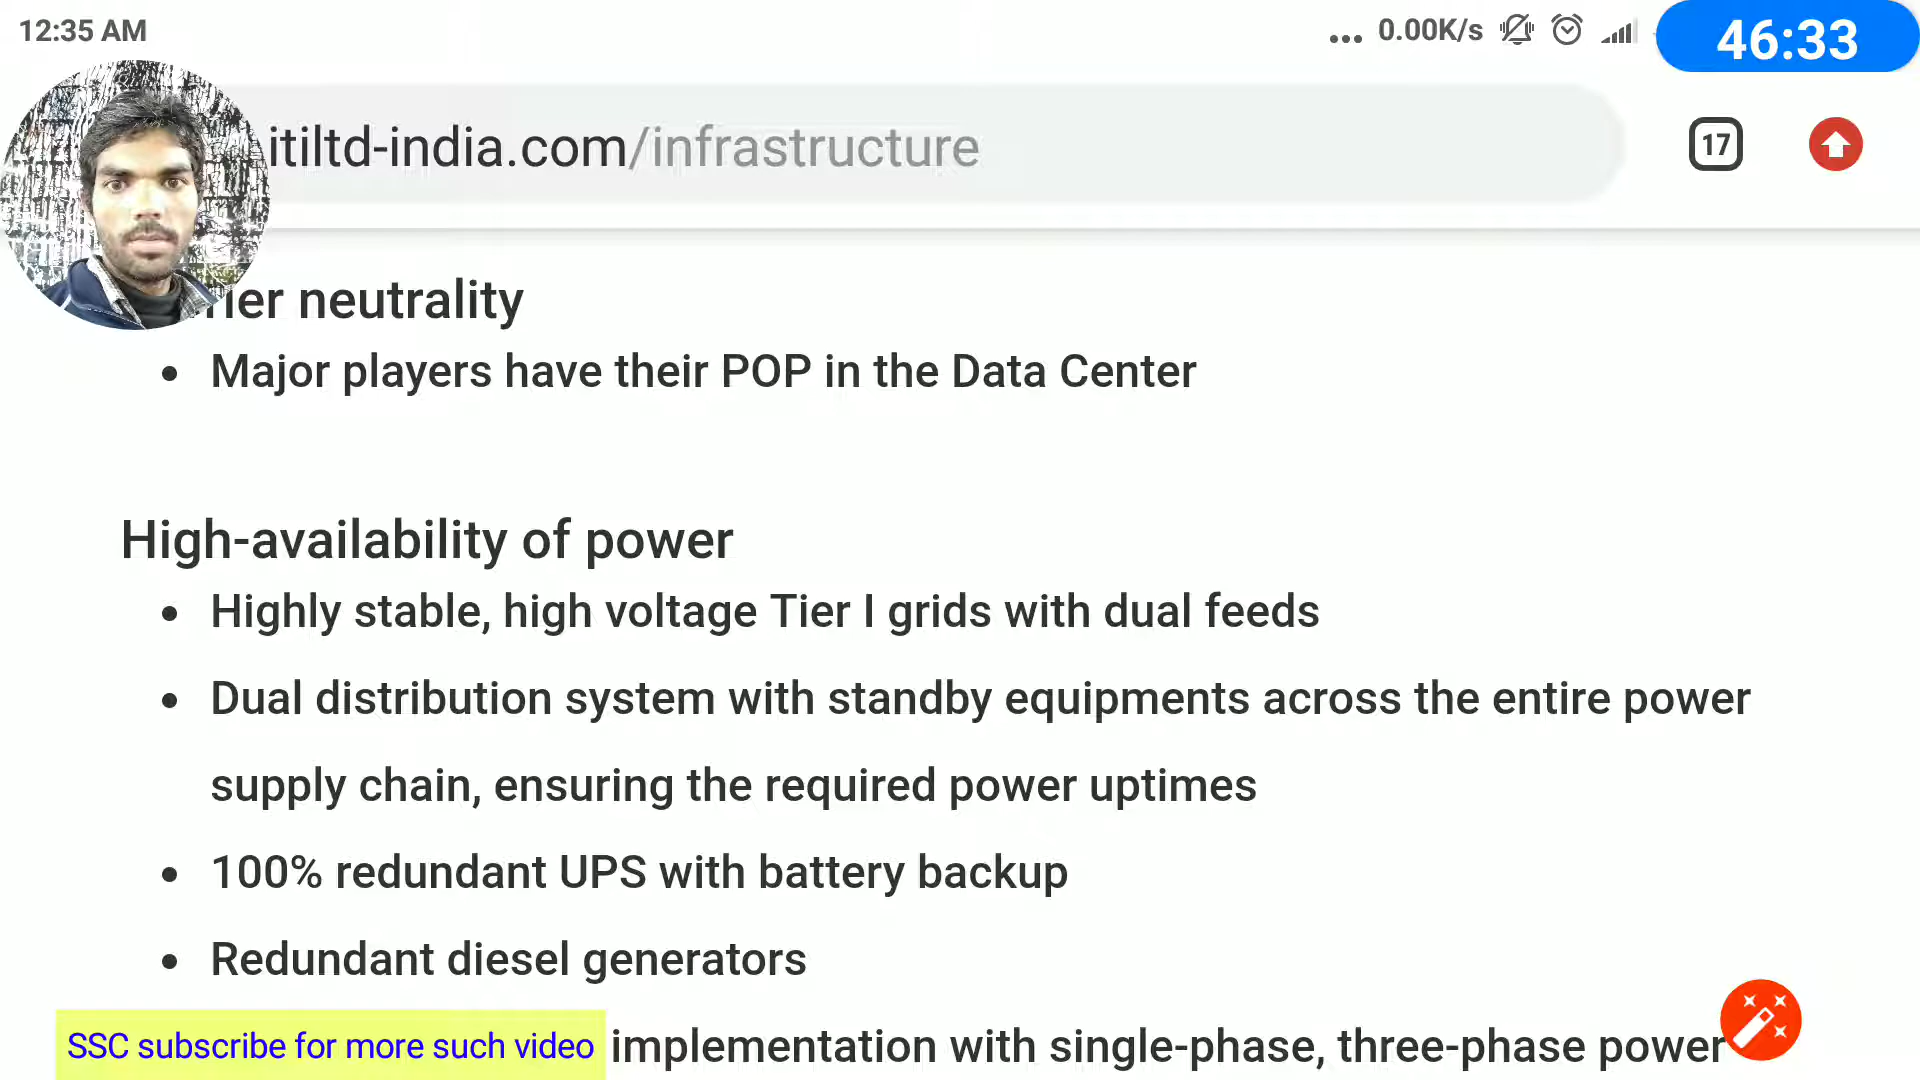 12:35 AM
... 0.00K/s
46:33
itiltd-india.com/infrastructure
17
neutrality
• Major players have their POP in the Data Center
High-availability of power
• Highly stable, high voltage Tier I grids with dual feeds
• Dual distribution system with standby equipments across the entire power
supply chain, ensuring the required power uptimes
• 100% redundant UPS with battery backup
• Redundant diesel generators
SSC subscribe for more such video
implementation with single-phase, three-phase power